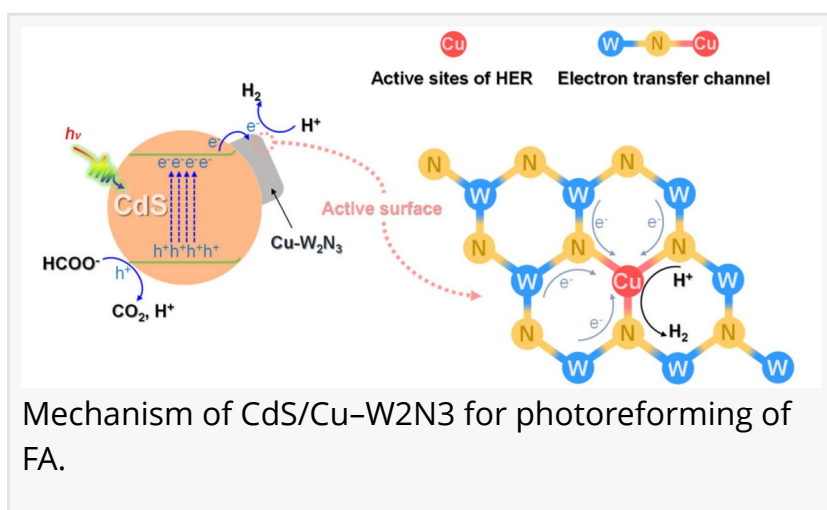 Cu
W N Cu
Active sites of HER
Electron transfer channel
H₂
hν
e⁻
e⁻
H⁺
e⁻e⁻e⁻e⁻
CdS
Active surface
Cu-W₂N₃
h⁺h⁺h⁺h⁺
HCOO⁻
h⁺
CO₂, H⁺
N N N
W W W
e⁻ e⁻
N N N
W Cu H⁺ W
e⁻
e⁻
N N H₂ N
W W W
Mechanism of CdS/Cu–W2N3 for photoreforming of
FA.